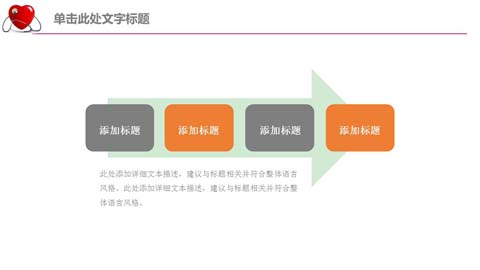 单击此处文字标题
添加标题 添加标题 添加标题 添加标题
此处添加详细文本描述，建议与标题相关并符合整体语言
风格。此处添加详细文本描述，建议与标题相关并符合整
体语言风格。